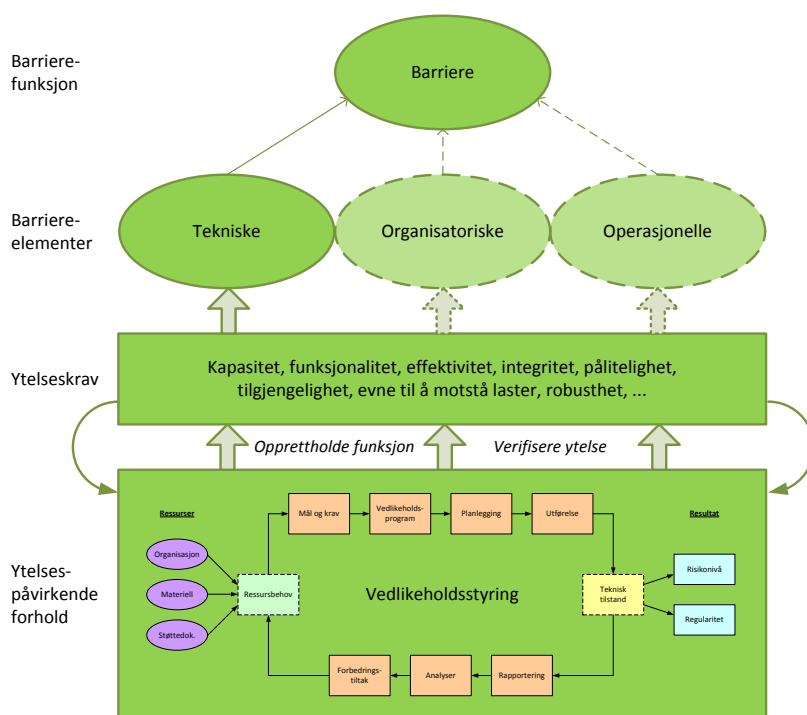 Barriere-
funksjon
Barriere
Barriere-
elementer
Tekniske
Organisatoriske
Operasjonelle
Ytelseskrav
Kapasitet, funksjonalitet, effektivitet, integritet, pålitelighet,
tilgjengelighet, evne til å motstå laster, robusthet, ...
Opprettholde funksjon
Verifisere ytelse
Ytelses-
påvirkende
forhold
Ressurser
Resultat
Mål og krav
Vedlikeholds-
program
Planlegging
Utførelse
Organisasjon
Materiell
Støttedok.
Ressursbehov
Vedlikeholdsstyring
Teknisk
tilstand
Risikonivå
Regularitet
Forbedrings-
tiltak
Analyser
Rapportering